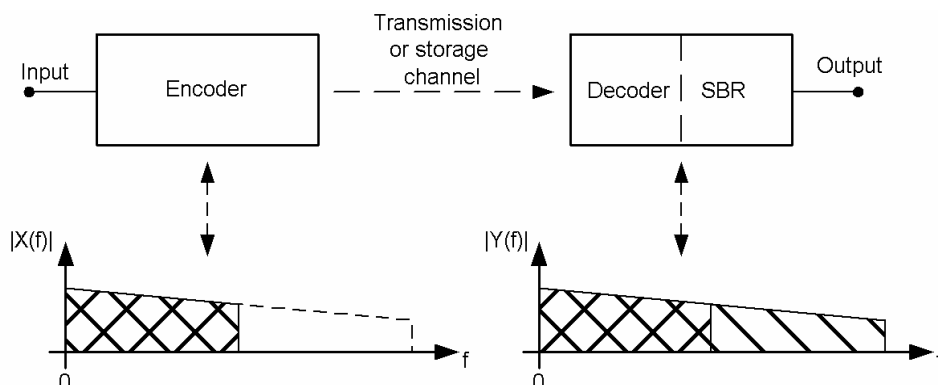 Transmission
or storage
channel
Input
Encoder
Decoder
SBR
Output
|X(f)|
f
0
|Y(f)|
0